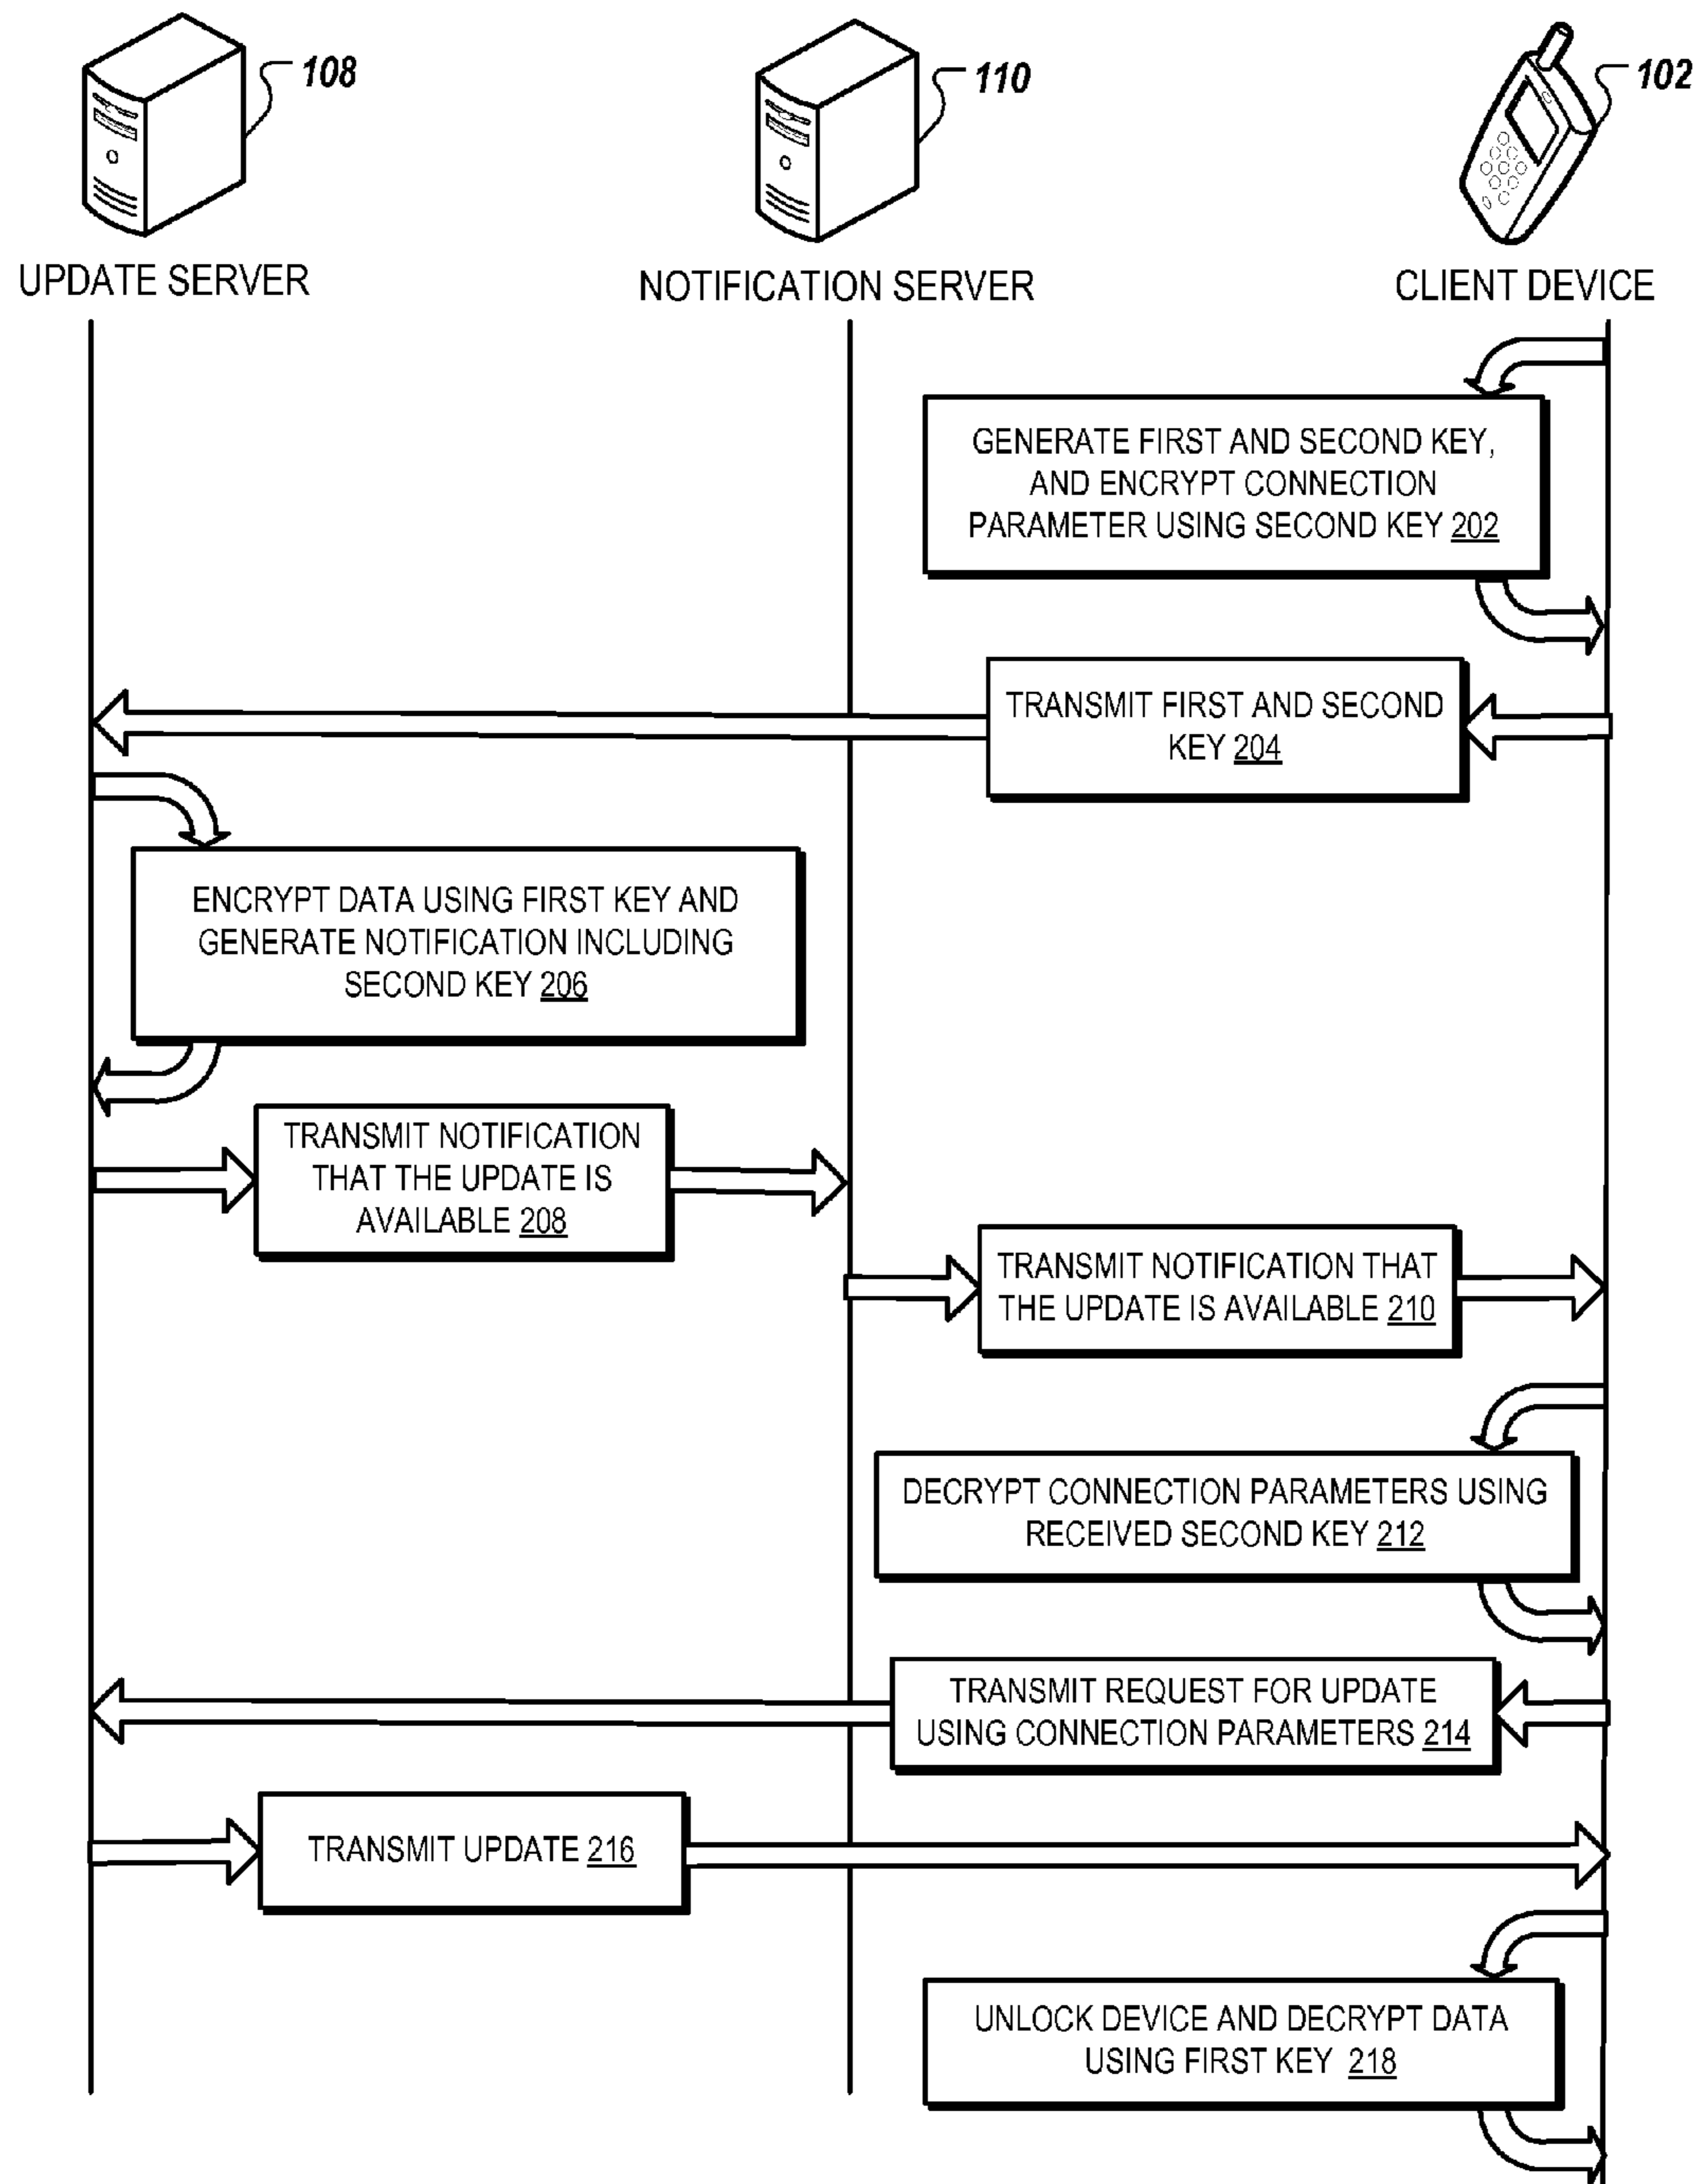 108
110
102
UPDATE SERVER
NOTIFICATION SERVER
CLIENT DEVICE
GENERATE FIRST AND SECOND KEY,
AND ENCRYPT CONNECTION
PARAMETER USING SECOND KEY 202
TRANSMIT FIRST AND SECOND
KEY 204
ENCRYPT DATA USING FIRST KEY AND
GENERATE NOTIFICATION INCLUDING
SECOND KEY 206
TRANSMIT NOTIFICATION
THAT THE UPDATE IS
AVAILABLE 208
TRANSMIT NOTIFICATION THAT
THE UPDATE IS AVAILABLE 210
DECRYPT CONNECTION PARAMETERS USING
RECEIVED SECOND KEY 212
TRANSMIT REQUEST FOR UPDATE
USING CONNECTION PARAMETERS 214
TRANSMIT UPDATE 216
UNLOCK DEVICE AND DECRYPT DATA
USING FIRST KEY 218